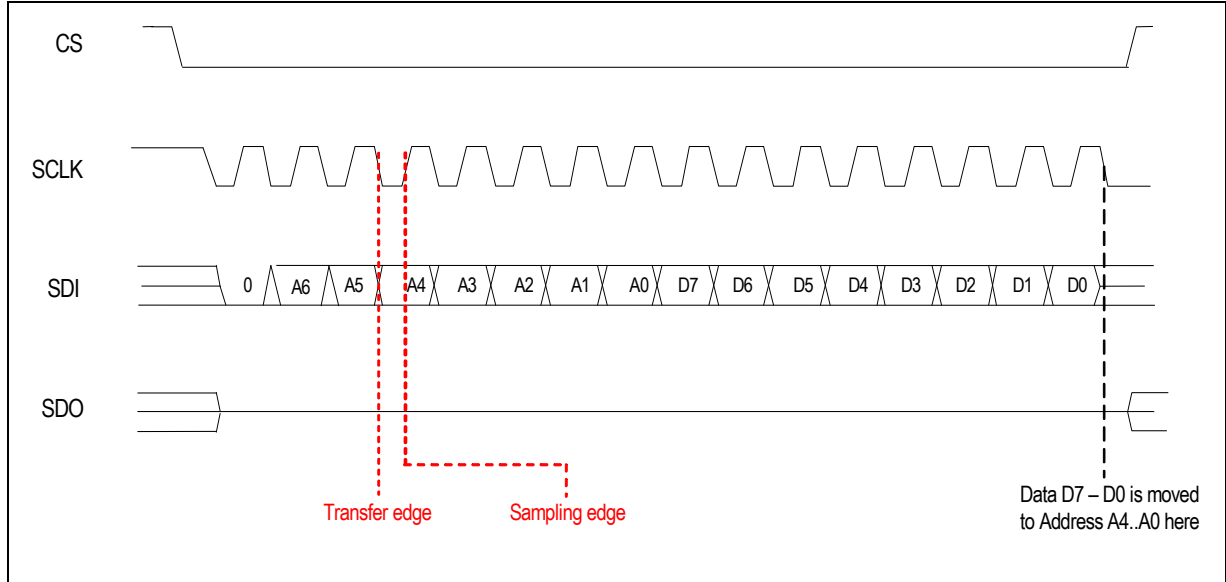 CS
SCLK
SDI
0 A6 A5 A4 A3 A2 A1 A0 D7 D6 D5 D4 D3 D2 D1 D0
SDO
Transfer edge
Sampling edge
Data D7 – D0 is moved
to Address A4..A0 here